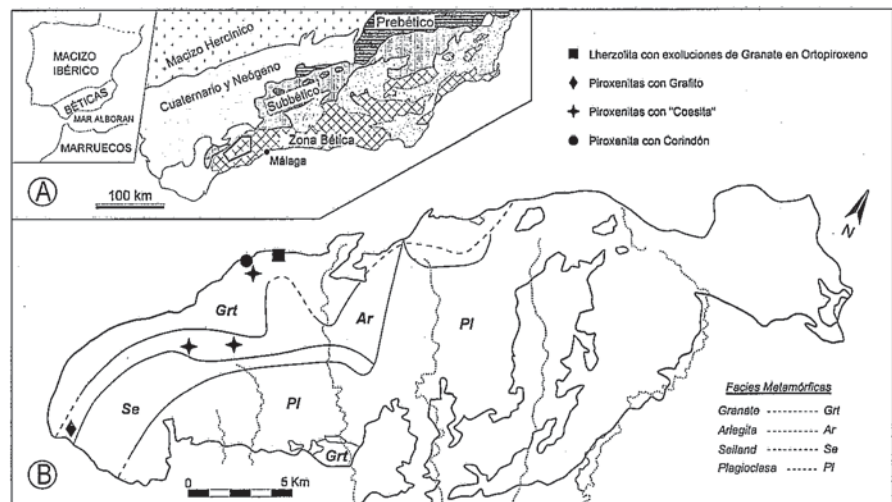 MACIZO
IBÉRICO
BÉTICAS
MAR ALBORAN
MARRUECOS
Macizo Hercínico
Cuaternario y Neógeno
Prebético
Subbético
Zona Bética
Málaga
100 km
A
Lherzolita con exoluciones de Granate en Ortopiroxeno
Piroxenitas con Grafito
Piroxenitas con "Coesita"
Piroxenita con Corindón
N
Grt
Ar
Pl
Se
Pl
Grt
Facies Metamórficas
Granate Grt
Ariegita Ar
Seiland Se
Plagioclasa Pl
B
0 5 Km